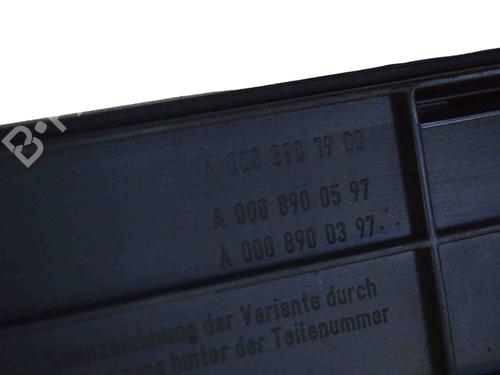 A 000 890 19 00
A 000 890 05 97
A 000 890 03 97
der Variante durch
hinter der Teilenummer